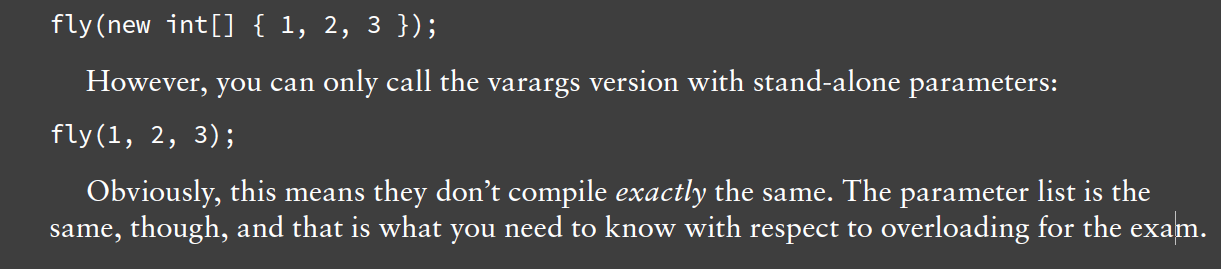 fly(new int[] { 1, 2, 3 });
However, you can only call the varargs version with stand-alone parameters:
fly(1, 2, 3);
Obviously, this means they don’t compile exactly the same. The parameter list is the
same, though, and that is what you need to know with respect to overloading for the exam.